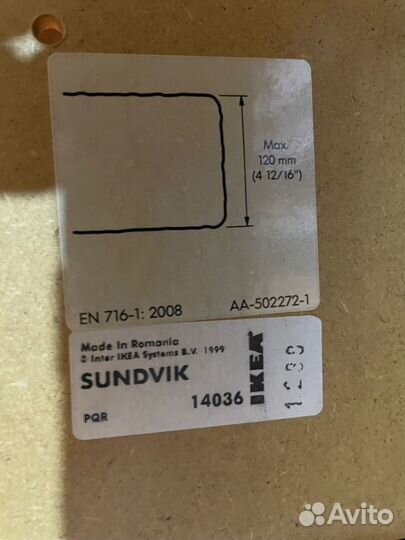 Max.
120 mm
(4 12/16")
EN 716-1: 2008 AA-502272-1
Made in Romania
© Inter IKEA Systems B.V. 1999
SUNDVIK
PQR 14036
IKEA
Avito